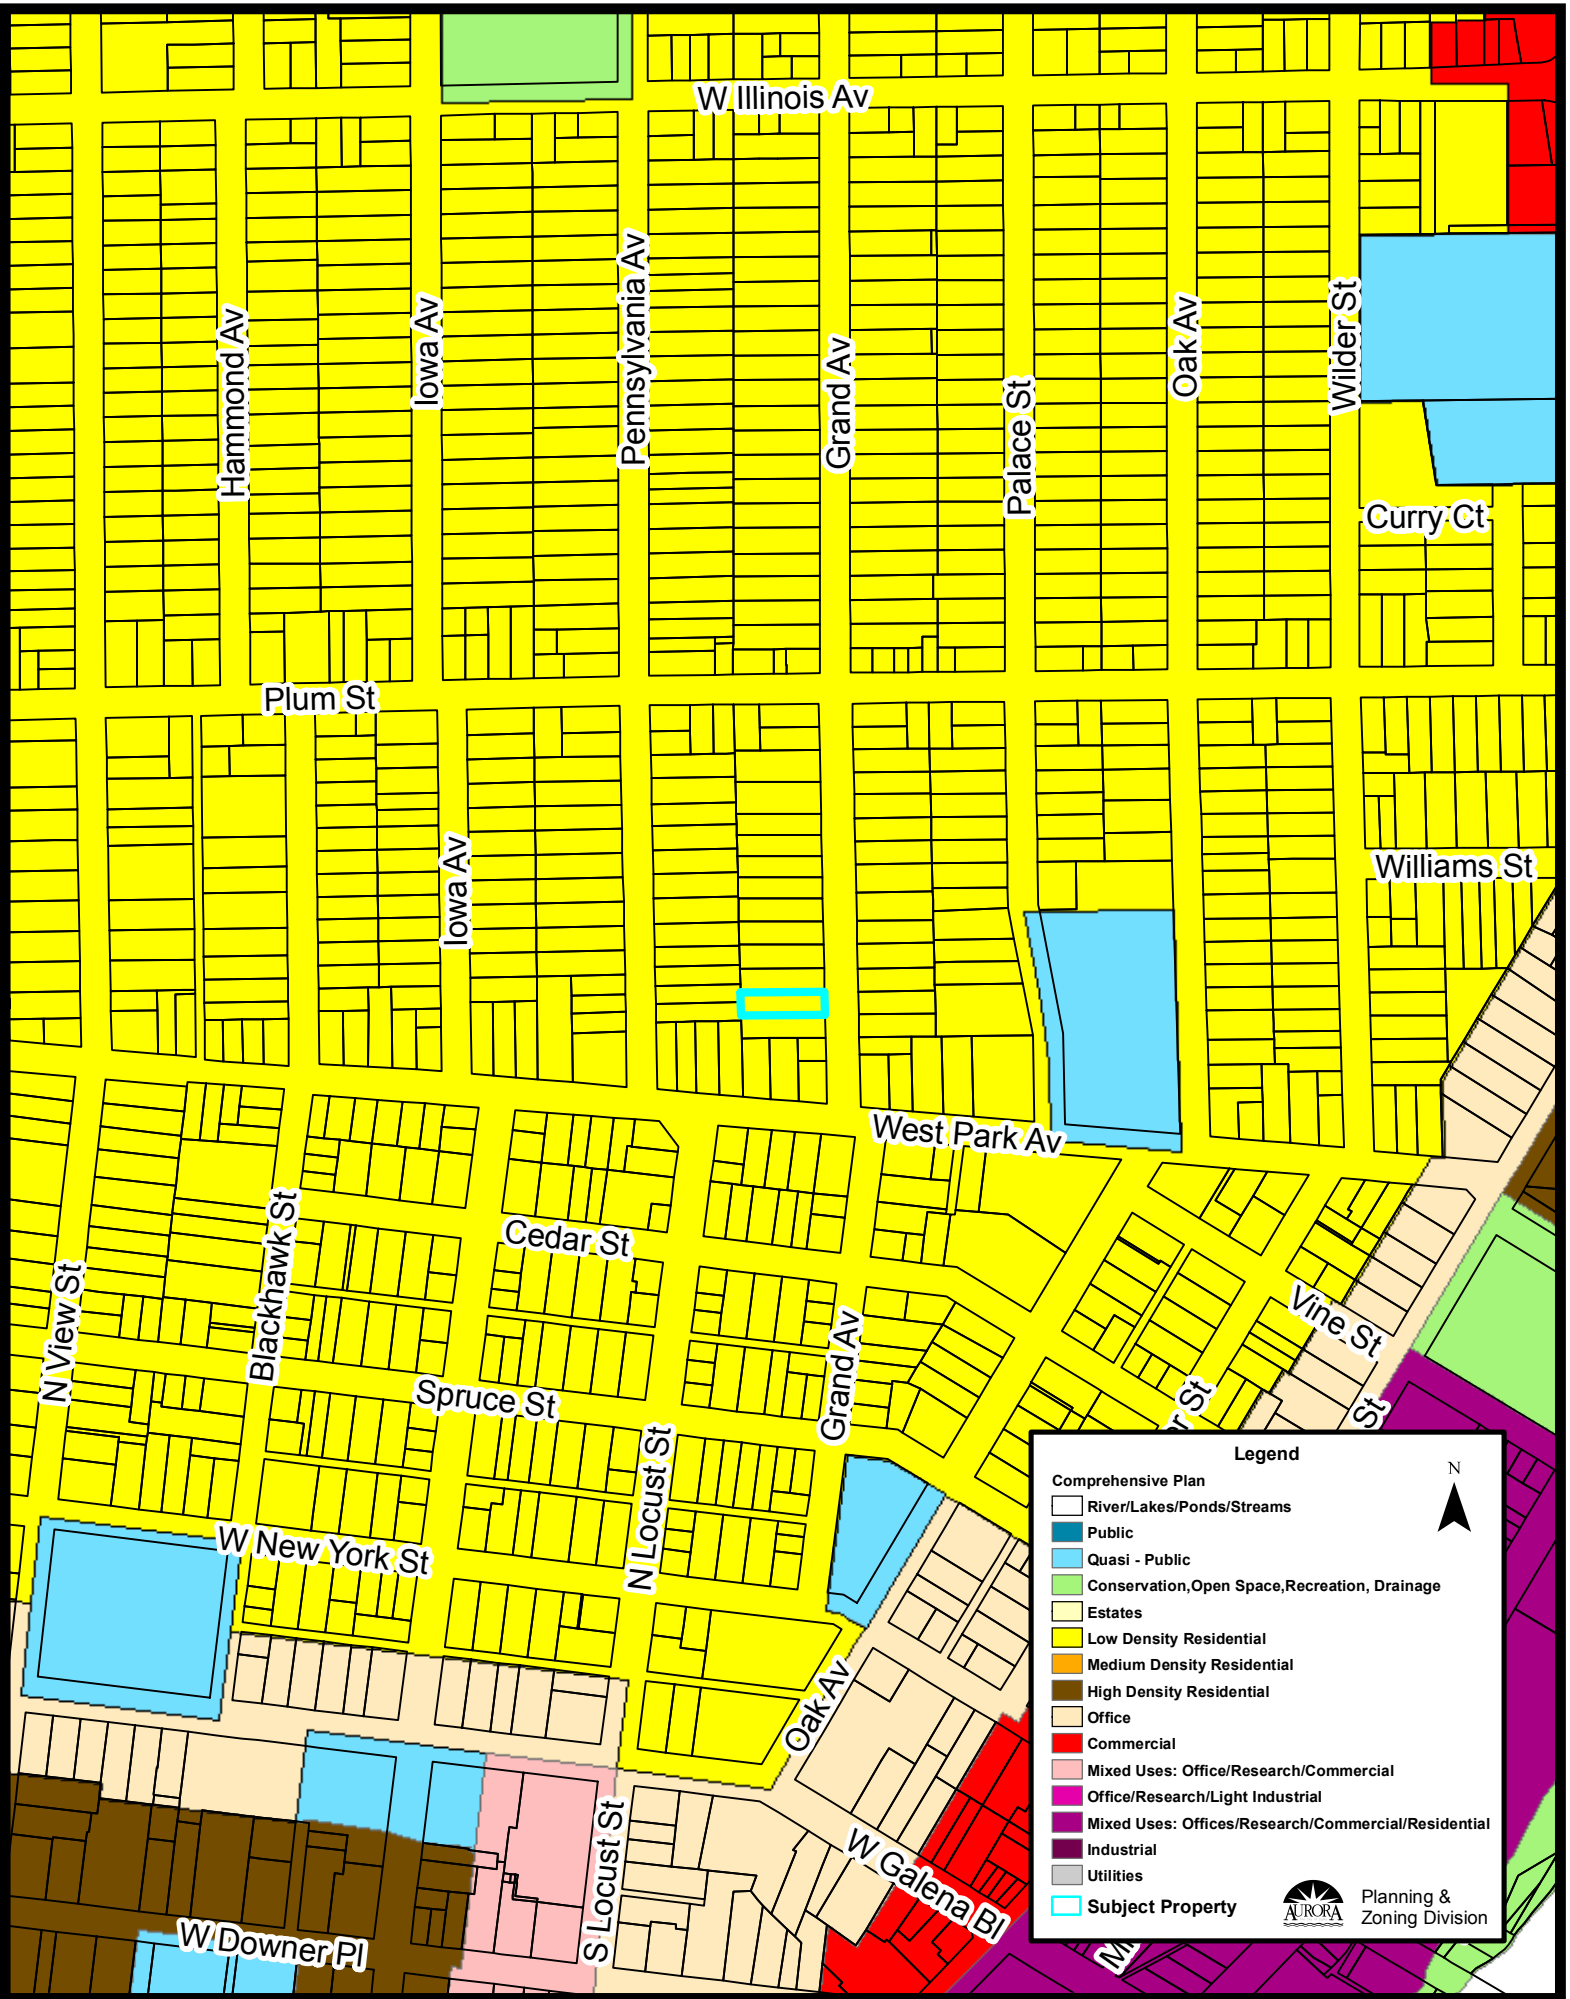 W Illinois Av
Hammond Av
Iowa Av
Pennsylvania Av
Grand Av
Palace St
Oak Av
Wilder St
Curry Ct
Plum St
Iowa Av
Williams St
West Park Av
Cedar St
N View St
Blackhawk St
Vine St
Grand Av
Spruce St
N Locust St
W New York St
Oak Av
S Locust St
W Galena Bl
W Downer Pl
St
St
Legend
Comprehensive Plan
N
River/Lakes/Ponds/Streams
Public
Quasi - Public
Conservation,Open Space,Recreation, Drainage
Estates
Low Density Residential
Medium Density Residential
High Density Residential
Office
Commercial
Mixed Uses: Office/Research/Commercial
Office/Research/Light Industrial
Mixed Uses: Offices/Research/Commercial/Residential
Industrial
Utilities
Subject Property
AURORA
Planning &
Zoning Division